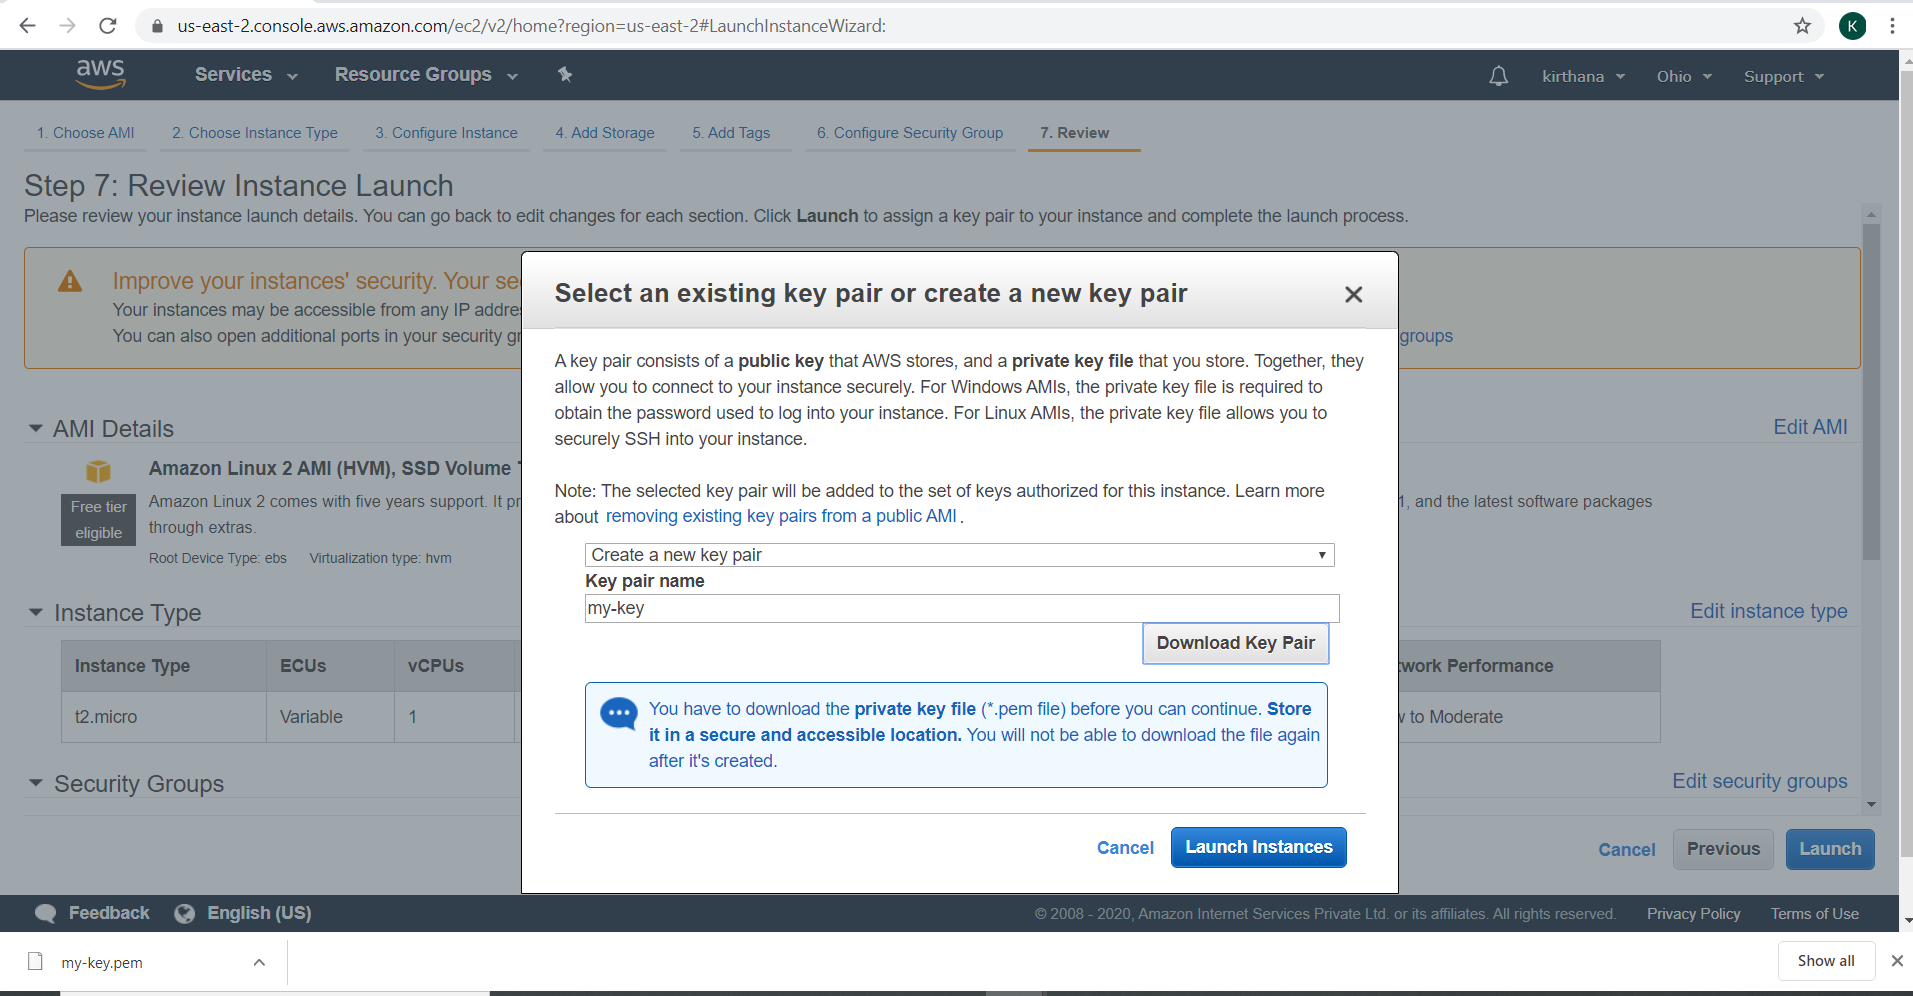 us-east-2.console.aws.amazon.com/ec2/v2/home?region=us-east-2#LaunchInstanceWizard:
K
aws
Services
Resource Groups
kirthana
Ohio
Support
1. Choose AMI
2. Choose Instance Type
3. Configure Instance
4. Add Storage
5. Add Tags
6. Configure Security Group
7. Review
Step 7: Review Instance Launch
Please review your instance launch details. You can go back to edit changes for each section. Click Launch to assign a key pair to your instance and complete the launch process.
Improve your instances' security. Your
Your instances may be accessible from any IP
You can also open additional ports in your security
groups
AMI Details
Edit AMI
Amazon Linux 2 AMI (HVM), SSD Volume
Free tier
eligible
Amazon Linux 2 comes with five years support. It
, and the latest software packages
through extras.
Root Device Type: ebs Virtualization type: hvm
Instance Type
Edit instance type
Instance Type
ECUs
vCPUs
work Performance
t2.micro
Variable
1
to Moderate
Security Groups
Edit security groups
Cancel
Previous
Launch
Select an existing key pair or create a new key pair
A key pair consists of a public key that AWS stores, and a private key file that you store. Together, they
allow you to connect to your instance securely. For Windows AMIs, the private key file is required to
obtain the password used to log into your instance. For Linux AMIs, the private key file allows you to
securely SSH into your instance.
Note: The selected key pair will be added to the set of keys authorized for this instance. Learn more
about removing existing key pairs from a public AMI .
Create a new key pair
Key pair name
my-key
Download Key Pair
You have to download the private key file (*.pem file) before you can continue. Store
it in a secure and accessible location. You will not be able to download the file again
after it's created.
Cancel
Launch Instances
Feedback
English (US)
© 2008 - 2020, Amazon Internet Services Private Ltd. or its affiliates. All rights reserved.
Privacy Policy
Terms of Use
my-key.pem
Show all